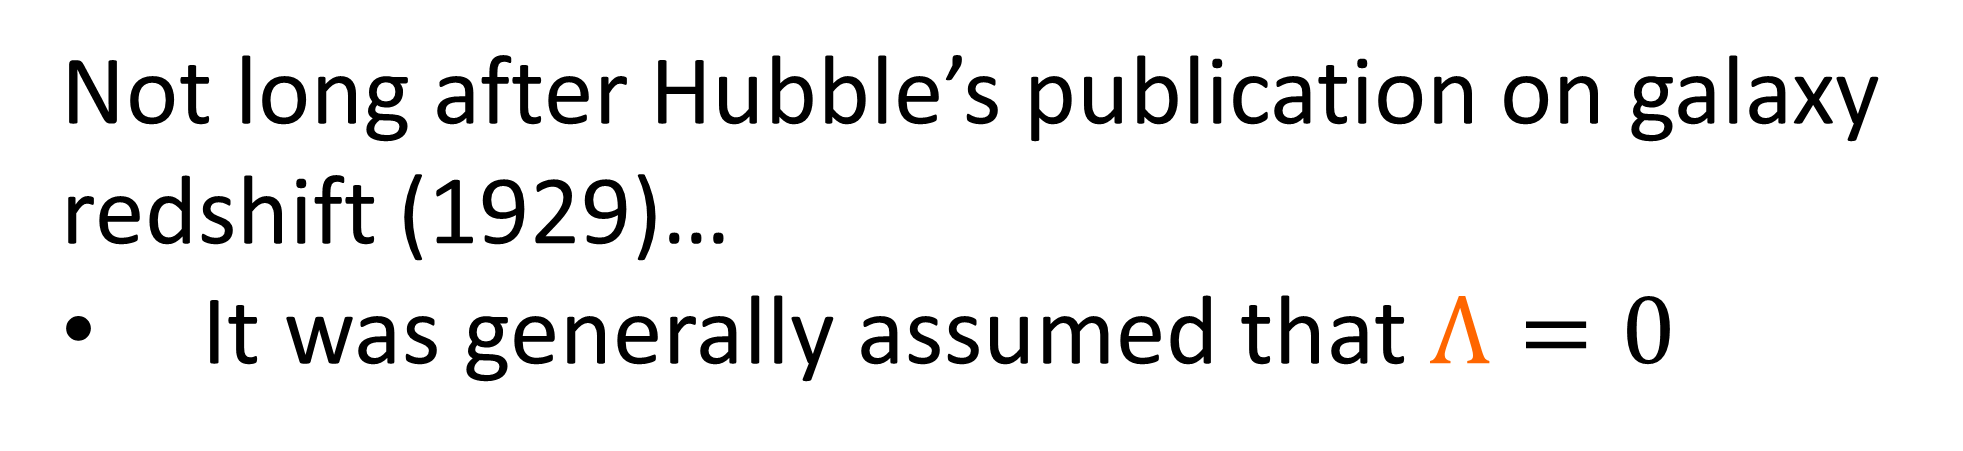 Not long after Hubble’s publication on galaxy
redshift (1929)…
• It was generally assumed that Λ = 0